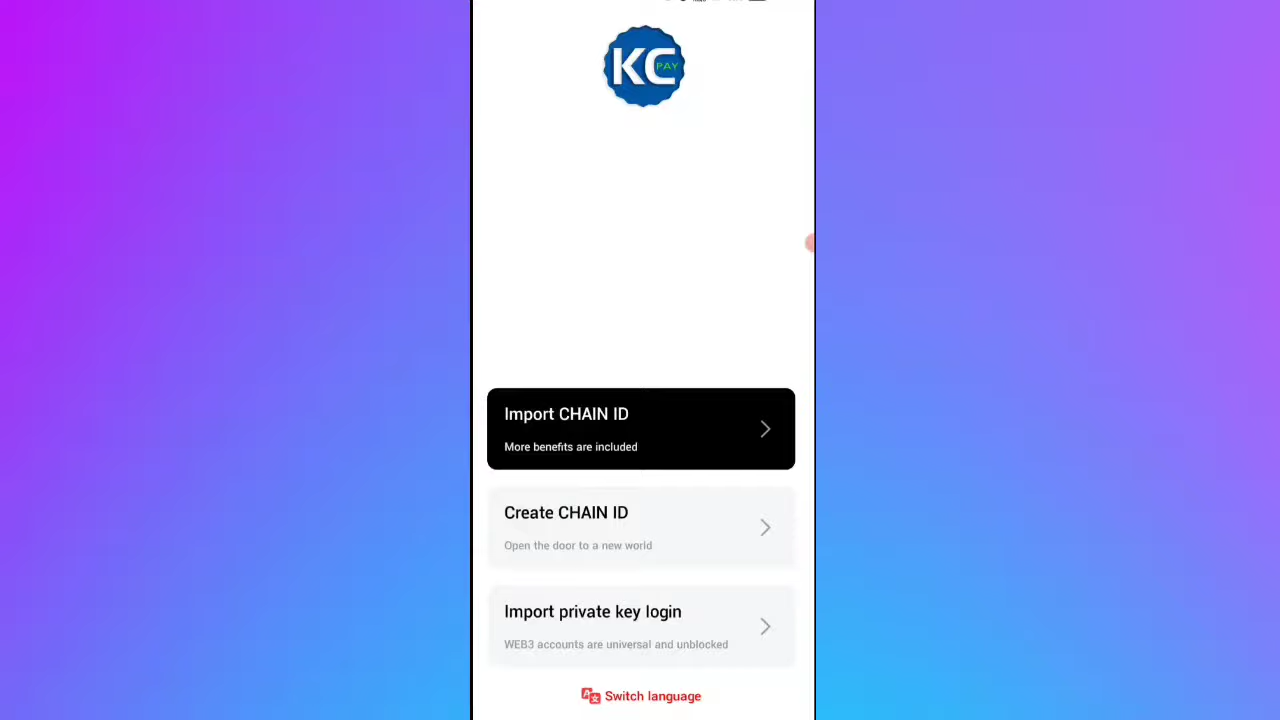 KC
PAY
Import CHAIN ID
More benefits are included
Create CHAIN ID
Open the door to a new world
Import private key login
WEB3 accounts are universal and unblocked
Switch language